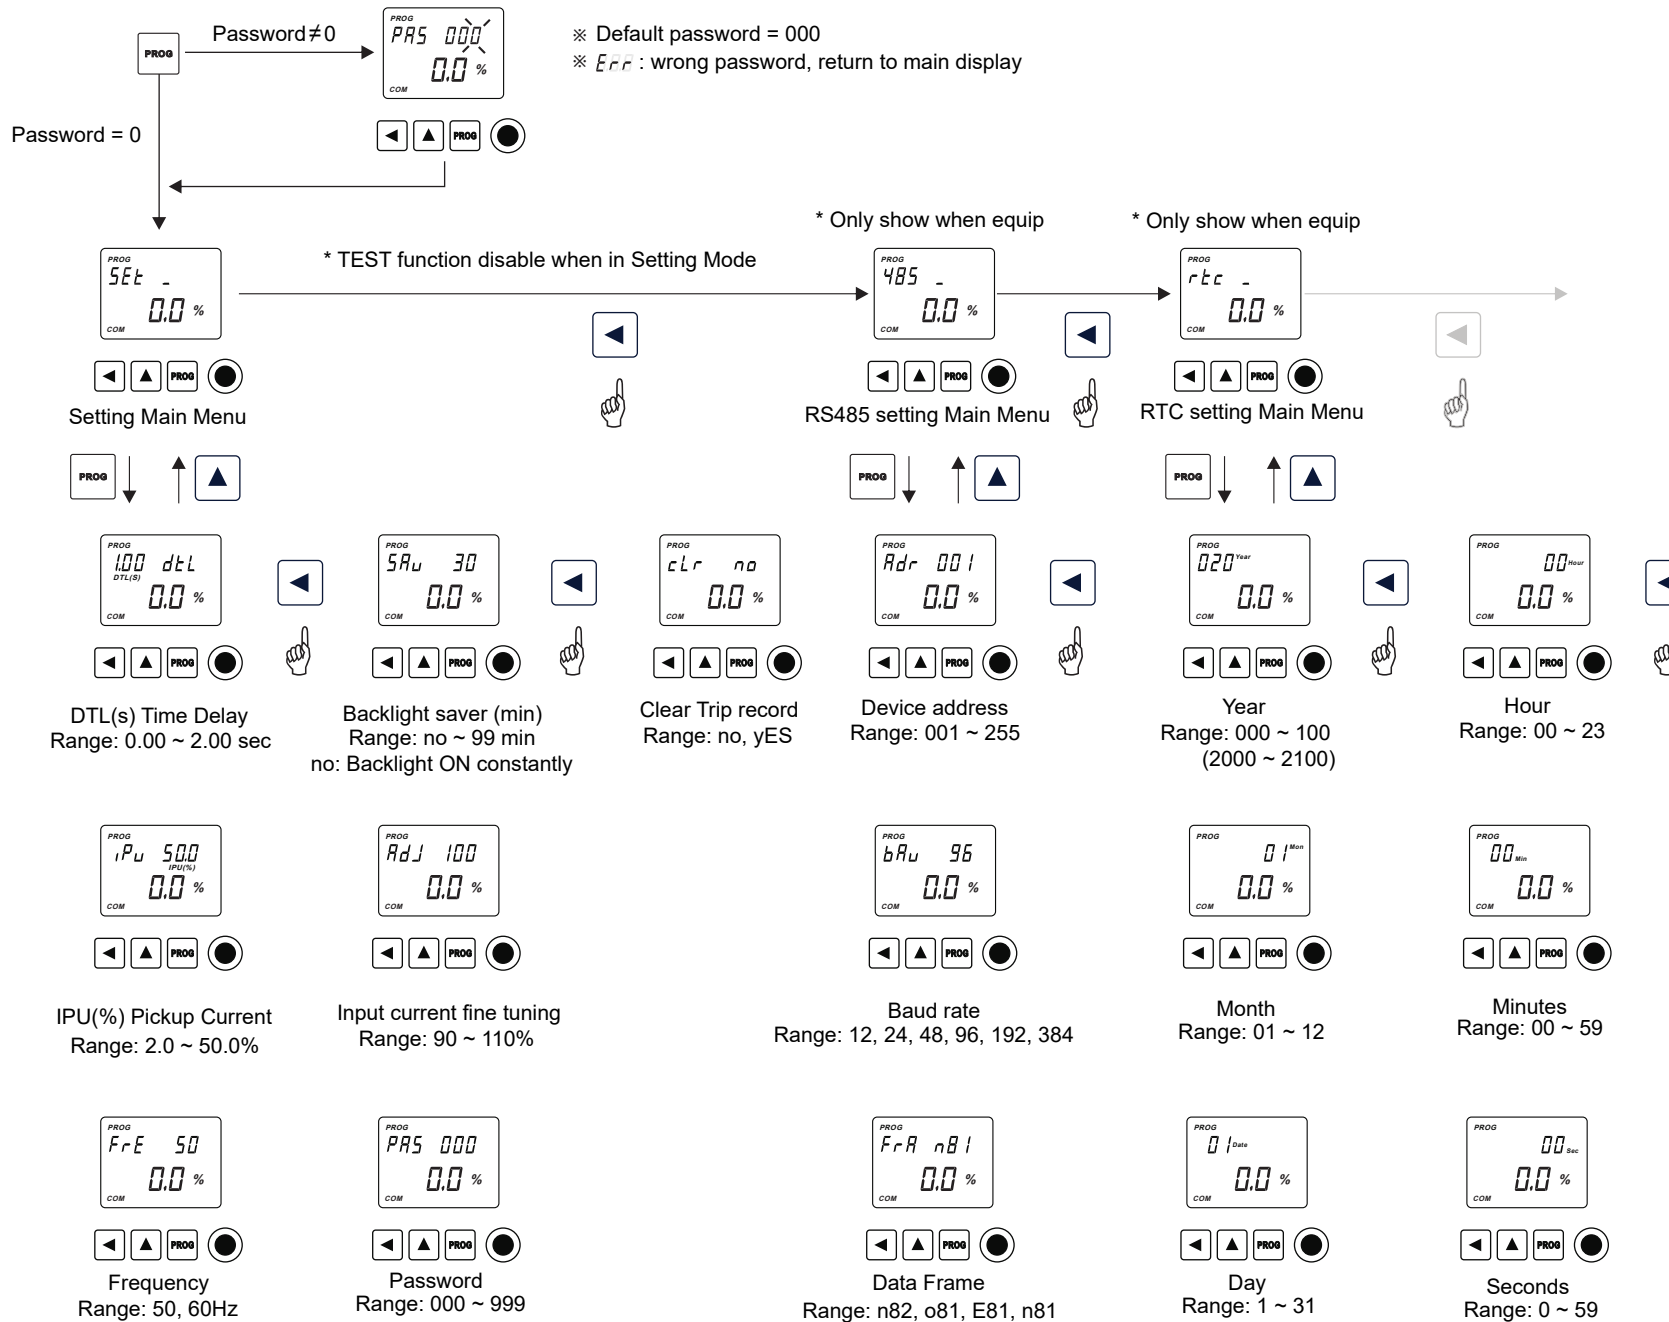 PROG
Password≠0
PROG
PAS 000
0.0 %
COM
※ Default password = 000
※ Err : wrong password, return to main display
PROG
Password = 0
* Only show when equip
* Only show when equip
* TEST function disable when in Setting Mode
PROG
SEt _
0.0 %
COM
PROG
485 _
0.0 %
COM
PROG
rtc _
0.0 %
COM
PROG
PROG
PROG
Setting Main Menu
RS485 setting Main Menu
RTC setting Main Menu
PROG
PROG
PROG
PROG
1.00 dtL
DTL(S)
0.0 %
COM
PROG
SAu 30
0.0 %
COM
PROG
cLr no
0.0 %
COM
PROG
Adr 001
0.0 %
COM
PROG
020 Year
0.0 %
COM
PROG
00 Hour
0.0 %
COM
PROG
PROG
PROG
PROG
PROG
PROG
DTL(s) Time Delay
Range: 0.00 ~ 2.00 sec
Backlight saver (min)
Range: no ~ 99 min
no: Backlight ON constantly
Clear Trip record
Range: no, yES
Device address
Range: 001 ~ 255
Year
Range: 000 ~ 100
(2000 ~ 2100)
Hour
Range: 00 ~ 23
PROG
iPu 50.0
IPU(%)
0.0 %
COM
PROG
AdJ 100
0.0 %
COM
PROG
bAu 96
0.0 %
COM
PROG
01 Mon
0.0 %
COM
PROG
00 Min
0.0 %
COM
PROG
PROG
PROG
PROG
PROG
IPU(%) Pickup Current
Range: 2.0 ~ 50.0%
Input current fine tuning
Range: 90 ~ 110%
Baud rate
Range: 12, 24, 48, 96, 192, 384
Month
Range: 01 ~ 12
Minutes
Range: 00 ~ 59
PROG
FrE 50
0.0 %
COM
PROG
PAS 000
0.0 %
COM
PROG
FrA n81
0.0 %
COM
PROG
01 Date
0.0 %
COM
PROG
00 Sec
0.0 %
COM
PROG
PROG
PROG
PROG
PROG
Frequency
Range: 50, 60Hz
Password
Range: 000 ~ 999
Data Frame
Range: n82, o81, E81, n81
Day
Range: 1 ~ 31
Seconds
Range: 0 ~ 59